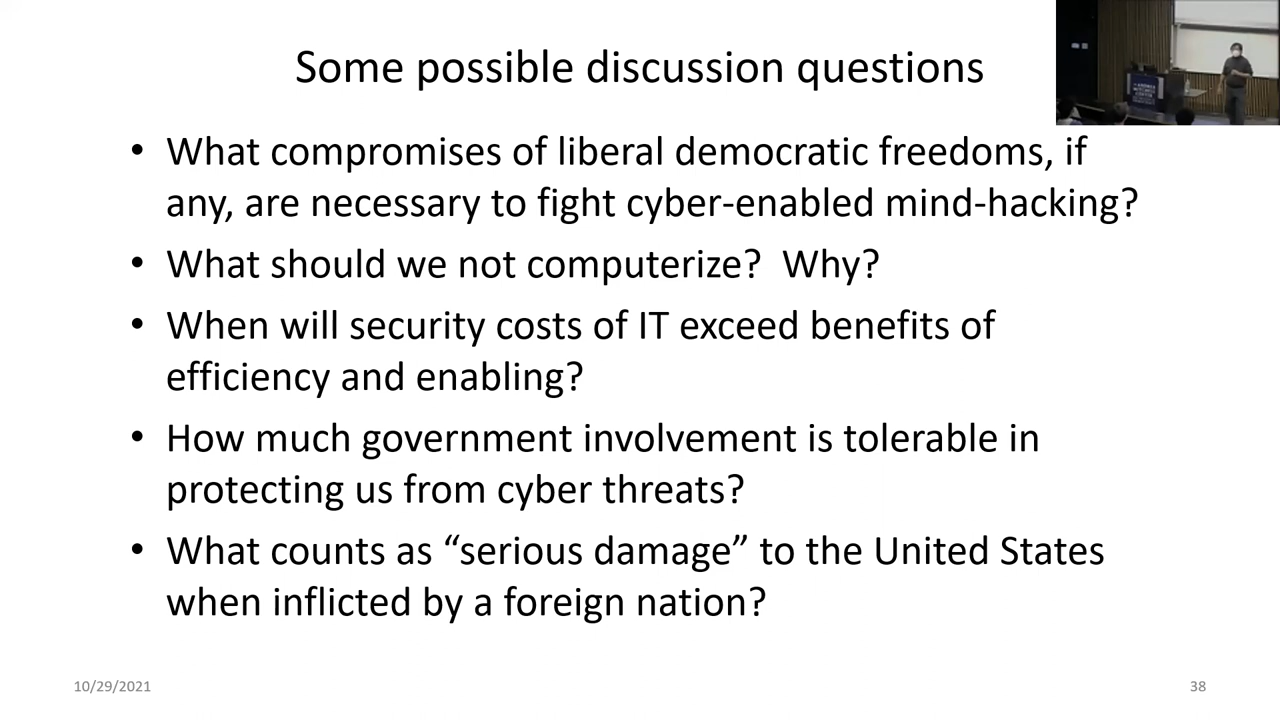 Some possible discussion questions
• What compromises of liberal democratic freedoms, if
any, are necessary to fight cyber-enabled mind-hacking?
• What should we not computerize?  Why?
• When will security costs of IT exceed benefits of
efficiency and enabling?
• How much government involvement is tolerable in
protecting us from cyber threats?
• What counts as “serious damage” to the United States
when inflicted by a foreign nation?
10/29/2021
38